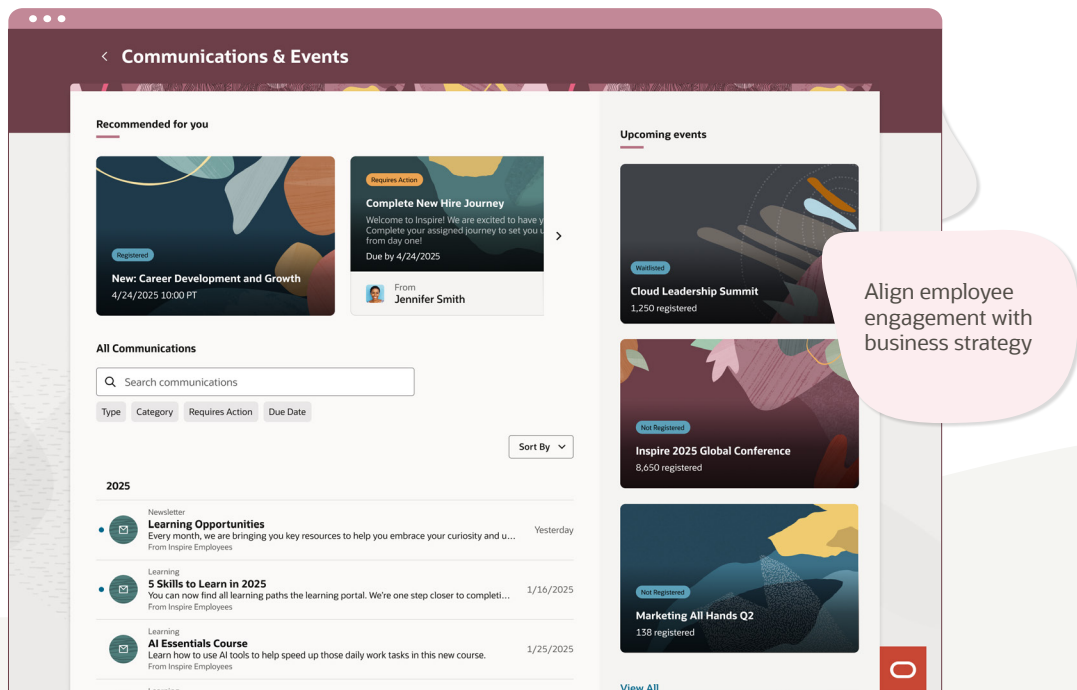 Communications & Events
Recommended for you
Registered
New: Career Development and Growth
4/24/2025 10:00 PT
Requires Action
Complete New Hire Journey
Welcome to Inspire! We are excited to have y
Complete your assigned journey to set you u
from day one!
Due by 4/24/2025
From
Jennifer Smith
All Communications
Search communications
Type Category Requires Action Due Date
Sort By
2025
Newsletter
Learning Opportunities
Yesterday
Every month, we are bringing you key resources to help you embrace your curiosity and u...
From Inspire Employees
Learning
5 Skills to Learn in 2025
1/16/2025
You can now find all learning paths the learning portal. We're one step closer to completi...
From Inspire Employees
Learning
AI Essentials Course
1/25/2025
Learn how to use AI tools to help speed up those daily work tasks in this new course.
From Inspire Employees
Learning
Upcoming events
Waitlisted
Cloud Leadership Summit
1,250 registered
Not Registered
Inspire 2025 Global Conference
8,650 registered
Not Registered
Marketing All Hands Q2
138 registered
View All
Align employee
engagement with
business strategy